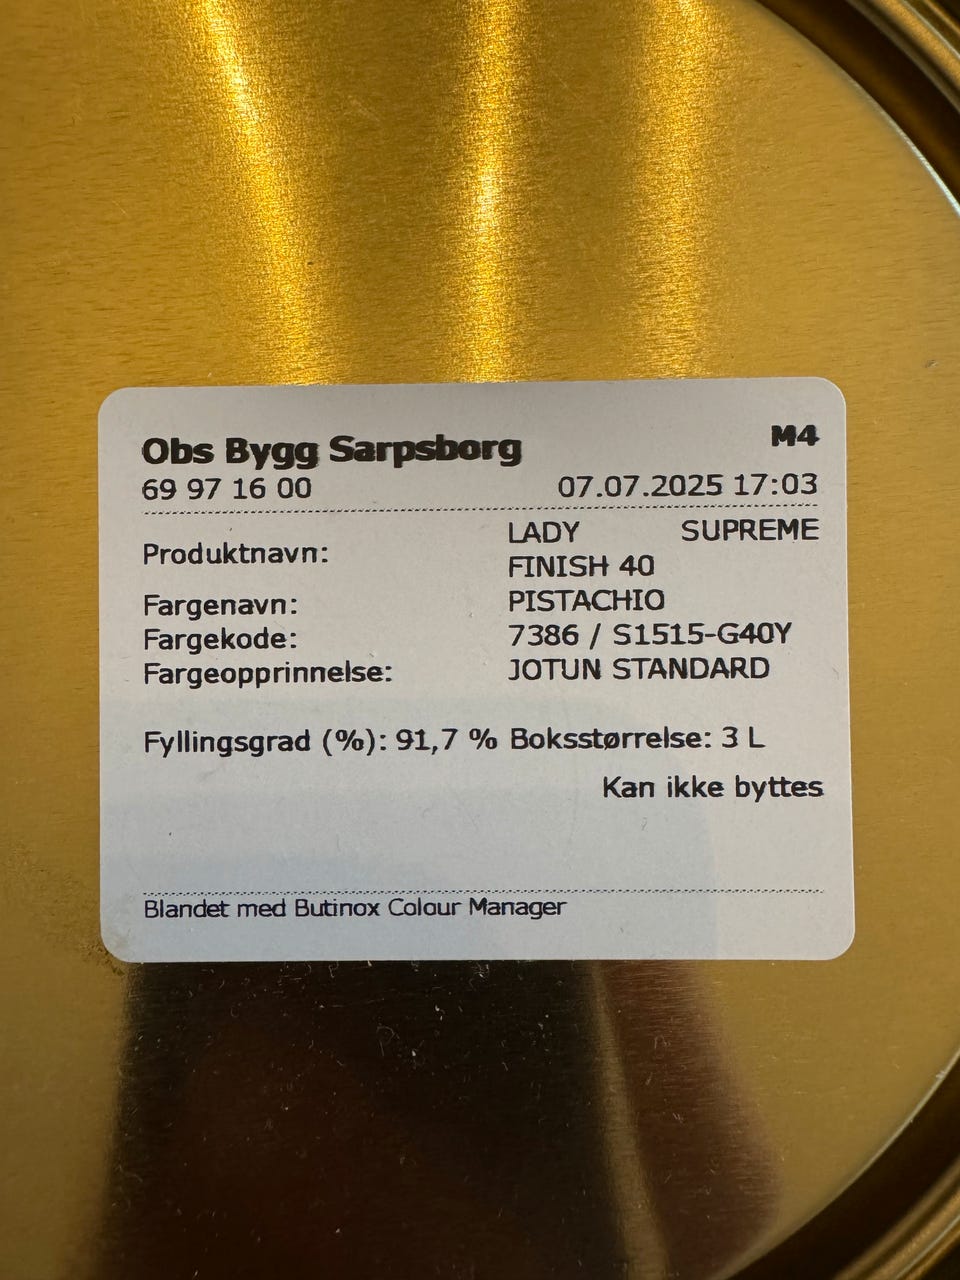 Obs Bygg Sarpsborg M4
69 97 16 00 07.07.2025 17:03
Produktnavn: LADY SUPREME
FINISH 40
Fargenavn: PISTACHIO
Fargekode: 7386 / S1515-G40Y
Fargeopprinnelse: JOTUN STANDARD
Fyllingsgrad (%): 91,7 % Boksstørrelse: 3 L
Kan ikke byttes
Blandet med Butinox Colour Manager